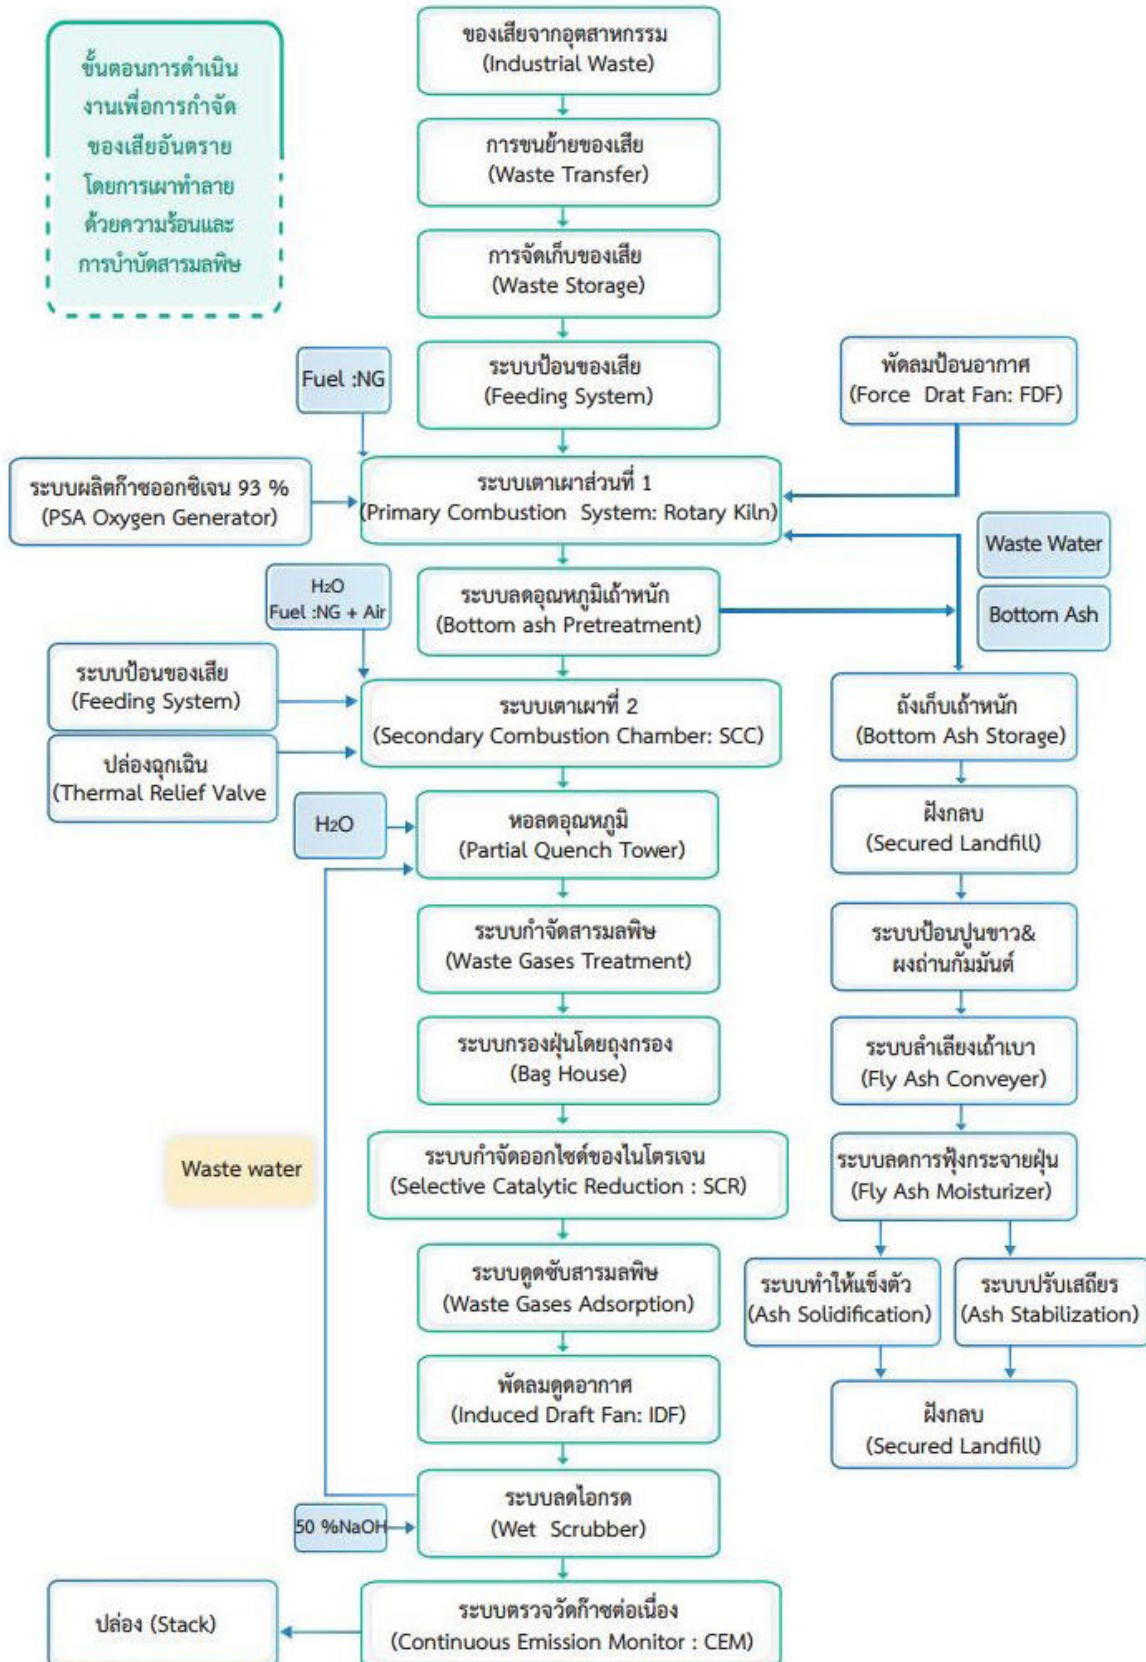 ขั้นตอนการดำเนิน
งานเพื่อการกำจัด
ของเสียอันตราย
โดยการเผาทำลาย
ด้วยความร้อนและ
การบำบัดสารมลพิษ
ของเสียจากอุตสาหกรรม
(Industrial Waste)
การขนย้ายของเสีย
(Waste Transfer)
การจัดเก็บของเสีย
(Waste Storage)
Fuel :NG
ระบบป้อนของเสีย
(Feeding System)
พัดลมป้อนอากาศ
(Force Drat Fan: FDF)
ระบบผลิตก๊าซออกซิเจน 93 %
(PSA Oxygen Generator)
ระบบเตาเผาส่วนที่ 1
(Primary Combustion System: Rotary Kiln)
Waste Water
Bottom Ash
H₂O
Fuel :NG + Air
ระบบลดอุณหภูมิเถ้าหนัก
(Bottom ash Pretreatment)
ระบบป้อนของเสีย
(Feeding System)
ปล่องฉุกเฉิน
(Thermal Relief Valve
ระบบเตาเผาที่ 2
(Secondary Combustion Chamber: SCC)
ถังเก็บเถ้าหนัก
(Bottom Ash Storage)
H₂O
หอลดอุณหภูมิ
(Partial Quench Tower)
ฝังกลบ
(Secured Landfill)
ระบบกำจัดสารมลพิษ
(Waste Gases Treatment)
ระบบป้อนปูนขาว&
ผงถ่านกัมมันต์
ระบบกรองฝุ่นโดยถุงกรอง
(Bag House)
ระบบลำเลียงเถ้าเบา
(Fly Ash Conveyer)
Waste water
ระบบกำจัดออกไซด์ของไนโตรเจน
(Selective Catalytic Reduction : SCR)
ระบบลดการฟุ้งกระจายฝุ่น
(Fly Ash Moisturizer)
ระบบดูดซับสารมลพิษ
(Waste Gases Adsorption)
ระบบทำให้แข็งตัว
(Ash Solidification)
ระบบปรับเสถียร
(Ash Stabilization)
พัดลมดูดอากาศ
(Induced Draft Fan: IDF)
ฝังกลบ
(Secured Landfill)
50 %NaOH
ระบบลดไอกรด
(Wet Scrubber)
ปล่อง (Stack)
ระบบตรวจวัดก๊าซต่อเนื่อง
(Continuous Emission Monitor : CEM)